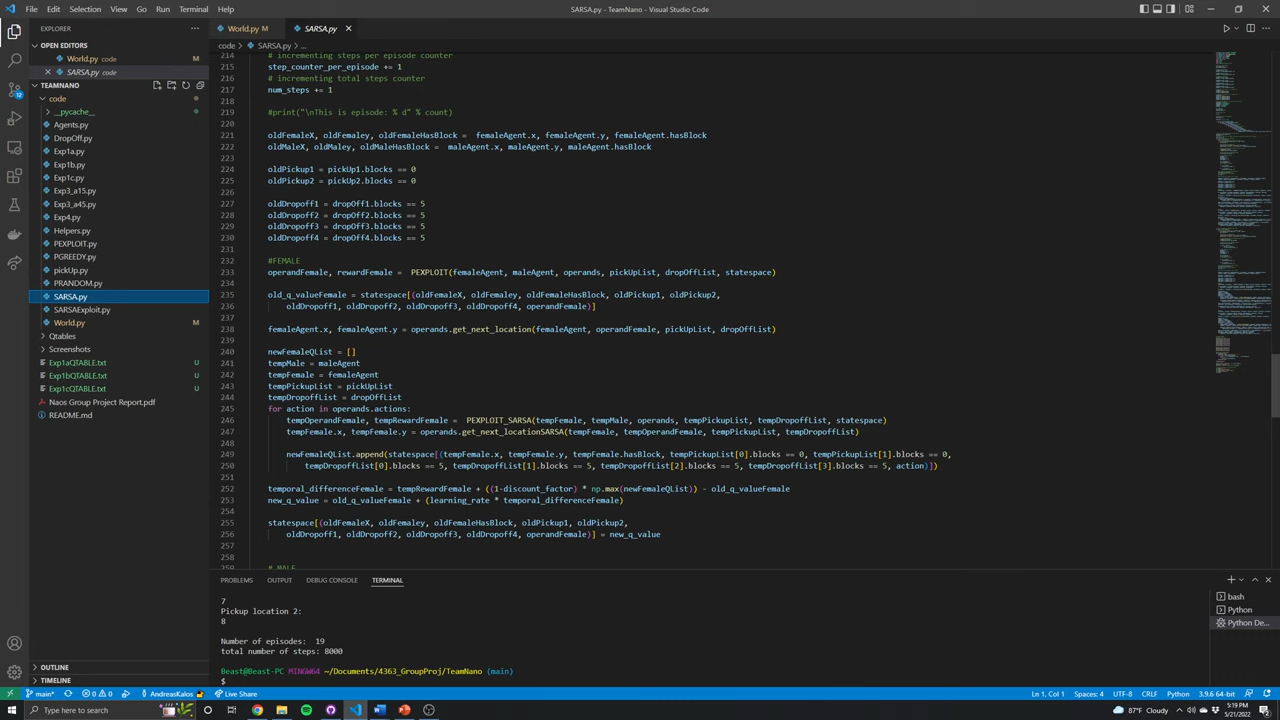 File Edit Selection View Go Run Terminal Help
SARSA.py - TeamNano - Visual Studio Code
EXPLORER
OPEN EDITORS
World.py code
SARSA.py code
TEAMNANO
code
__pycache__
Agents.py
DropOff.py
Exp1a.py
Exp1b.py
Exp1c.py
Exp3_a15.py
Exp3_a45.py
Exp4.py
Helpers.py
PEXPLOIT.py
PGREEDY.py
pickUp.py
PRANDOM.py
SARSA.py
SARSAExploit.py
World.py M
Qtables
Screenshots
Exp1aQTABLE.txt U
Exp1bQTABLE.txt U
Exp1cQTABLE.txt U
Naos Group Project Report.pdf
README.md
OUTLINE
TIMELINE
World.py M SARSA.py
code > SARSA.py > ...
214 # incrementing steps per episode counter
215 step_counter_per_episode += 1
216 # incrementing total steps counter
217 num_steps += 1
218
219 #print("\nThis is episode: % d" % count)
220
221 oldFemaleX, oldFemaley, oldFemaleHasBlock = femaleAgent.x, femaleAgent.y, femaleAgent.hasBlock
222 oldMaleX, oldMaley, oldMaleHasBlock = maleAgent.x, maleAgent.y, maleAgent.hasBlock
223
224 oldPickup1 = pickUp1.blocks == 0
225 oldPickup2 = pickUp2.blocks == 0
226
227 oldDropoff1 = dropOff1.blocks == 5
228 oldDropoff2 = dropOff2.blocks == 5
229 oldDropoff3 = dropOff3.blocks == 5
230 oldDropoff4 = dropOff4.blocks == 5
231
232 #FEMALE
233 operandFemale, rewardFemale = PEXPLOIT(femaleAgent, maleAgent, operands, pickUpList, dropOffList, statespace)
234
235 old_q_valueFemale = statespace[(oldFemaleX, oldFemaley, oldFemaleHasBlock, oldPickup1, oldPickup2,
236 oldDropoff1, oldDropoff2, oldDropoff3, oldDropoff4, operandFemale)]
237
238 femaleAgent.x, femaleAgent.y = operands.get_next_location(femaleAgent, operandFemale, pickUpList, dropOffList)
239
240 newFemaleQList = []
241 tempMale = maleAgent
242 tempFemale = femaleAgent
243 tempPickupList = pickUpList
244 tempDropoffList = dropOffList
245 for action in operands.actions:
246 tempOperandFemale, tempRewardFemale = PEXPLOIT_SARSA(tempFemale, tempMale, operands, tempPickupList, tempDropoffList, statespace)
247 tempFemale.x, tempFemale.y = operands.get_next_locationSARSA(tempFemale, tempOperandFemale, tempPickupList, tempDropoffList)
248
249 newFemaleQList.append(statespace[(tempFemale.x, tempFemale.y, tempFemale.hasBlock, tempPickupList[0].blocks == 0, tempPickupList[1].blocks == 0,
250 tempDropoffList[0].blocks == 5, tempDropoffList[1].blocks == 5, tempDropoffList[2].blocks == 5, tempDropoffList[3].blocks == 5, action)])
251
252 temporal_differenceFemale = tempRewardFemale + ((1-discount_factor) * np.max(newFemaleQList)) - old_q_valueFemale
253 new_q_value = old_q_valueFemale + (learning_rate * temporal_differenceFemale)
254
255 statespace[(oldFemaleX, oldFemaley, oldFemaleHasBlock, oldPickup1, oldPickup2,
256 oldDropoff1, oldDropoff2, oldDropoff3, oldDropoff4, operandFemale)] = new_q_value
257
258
259 # MALE
PROBLEMS OUTPUT DEBUG CONSOLE TERMINAL
7
Pickup location 2:
8
Number of episodes: 19
total number of steps: 8000
Beast@Beast-PC MINGW64 ~/Documents/4363_GroupProj/TeamNano (main)
$
bash
Python
Python De...
main* 0 0 AndreasKalos Live Share
Ln 1, Col 1 Spaces: 4 UTF-8 CRLF Python 3.9.6 64-bit
Type here to search
87°F Cloudy
5:19 PM
5/21/2022